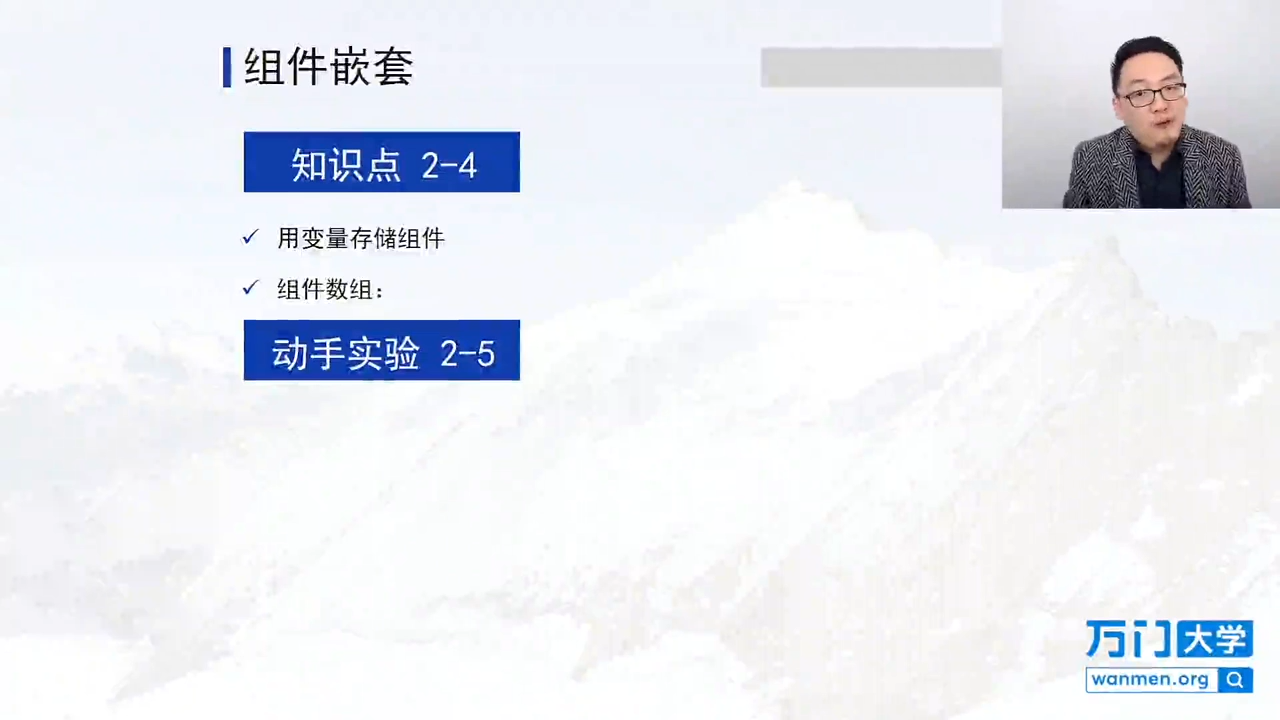 组件嵌套
知识点 2-4
✓ 用变量存储组件
✓ 组件数组：
动手实验 2-5
万门大学
wanmen.org